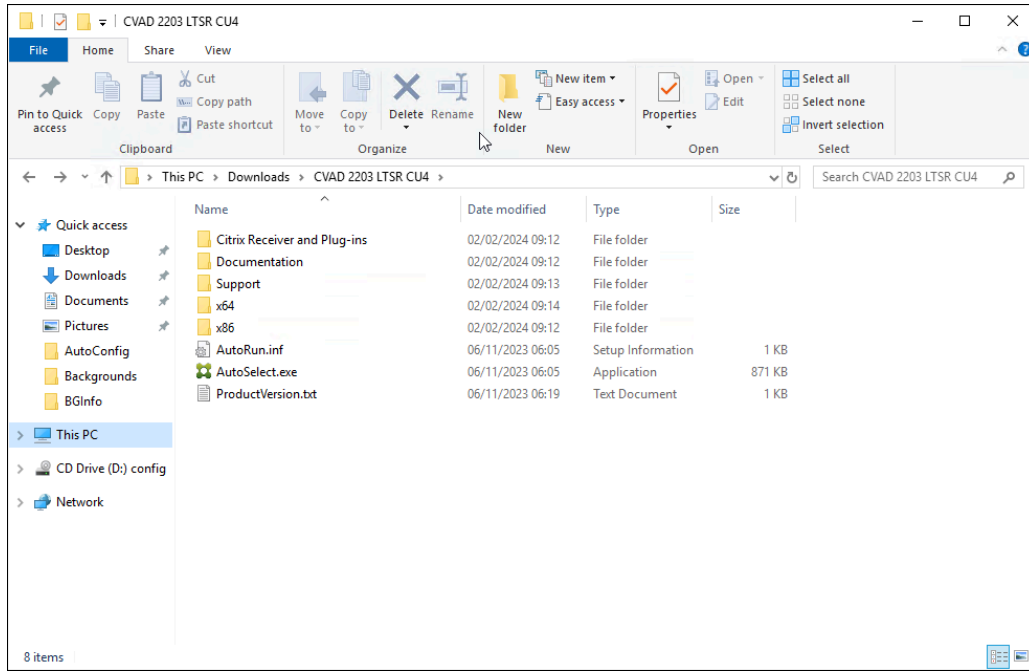 CVAD 2203 LTSR CU4
File Home Share View
Pin to Quick access
Copy
Paste
Cut
Copy path
Paste shortcut
Clipboard
Move to
Copy to
Delete
Rename
Organize
New folder
New item
Easy access
New
Properties
Open
Edit
Open
Select all
Select none
Invert selection
Select
This PC > Downloads > CVAD 2203 LTSR CU4 >
Search CVAD 2203 LTSR CU4
Quick access
Desktop
Downloads
Documents
Pictures
AutoConfig
Backgrounds
BGInfo
This PC
CD Drive (D:) config
Network
Name Date modified Type Size
Citrix Receiver and Plug-ins 02/02/2024 09:12 File folder
Documentation 02/02/2024 09:12 File folder
Support 02/02/2024 09:13 File folder
x64 02/02/2024 09:14 File folder
x86 02/02/2024 09:12 File folder
AutoRun.inf 06/11/2023 06:05 Setup Information 1 KB
AutoSelect.exe 06/11/2023 06:05 Application 871 KB
ProductVersion.txt 06/11/2023 06:19 Text Document 1 KB
8 items